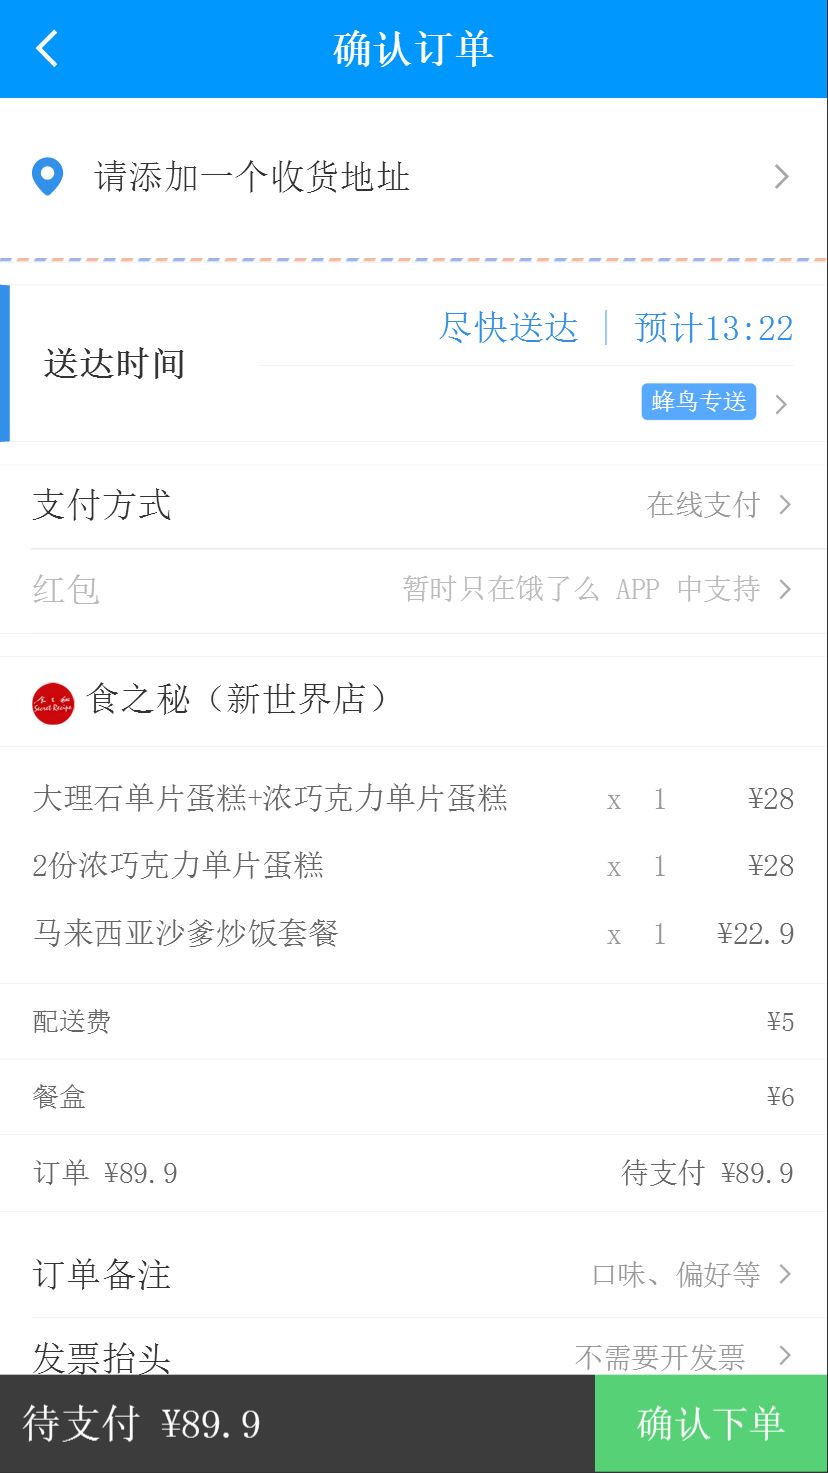 确认订单
请添加一个收货地址
尽快送达 | 预计13:22
送达时间
蜂鸟专送
支付方式 在线支付
红包 暂时只在饿了么 APP 中支持
食之秘 Secret Recipe 食之秘（新世界店）
大理石单片蛋糕+浓巧克力单片蛋糕 x 1 ¥28
2份浓巧克力单片蛋糕 x 1 ¥28
马来西亚沙爹炒饭套餐 x 1 ¥22.9
配送费 ¥5
餐盒 ¥6
订单 ¥89.9 待支付 ¥89.9
订单备注 口味、偏好等
发票抬头 不需要开发票
待支付 ¥89.9 确认下单